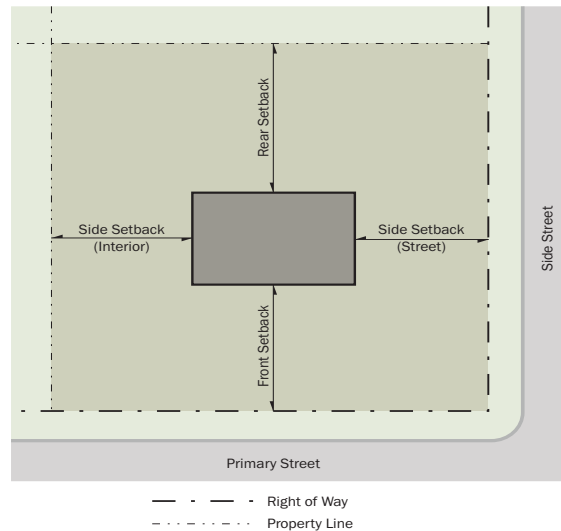 Rear Setback
Side Setback
(Interior)
Side Setback
(Street)
Front Setback
Side Street
Primary Street
Right of Way
Property Line